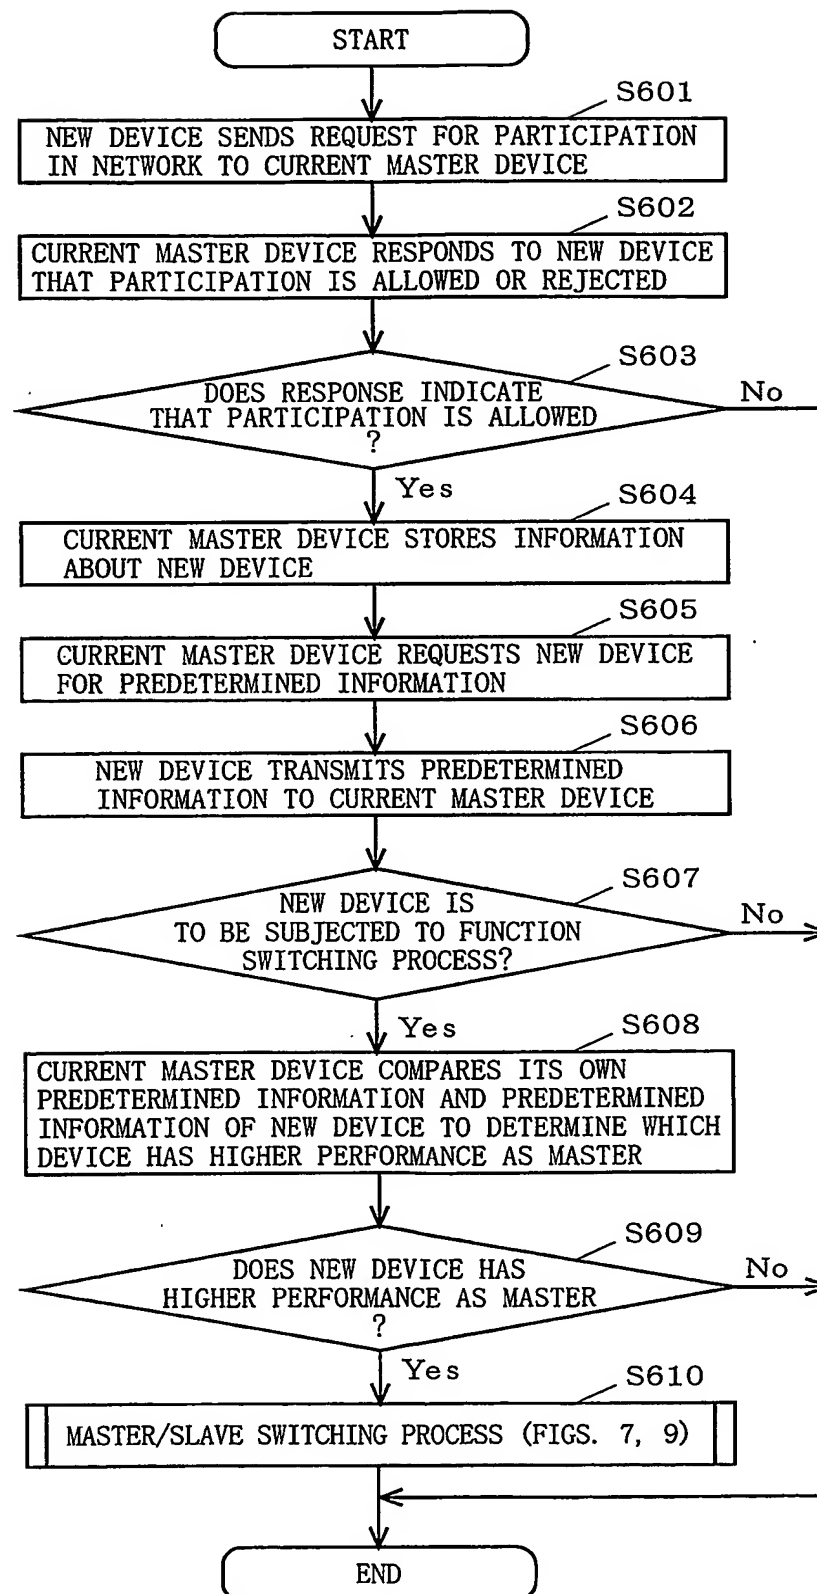 START
S601
NEW DEVICE SENDS REQUEST FOR PARTICIPATION
IN NETWORK TO CURRENT MASTER DEVICE
S602
CURRENT MASTER DEVICE RESPONDS TO NEW DEVICE
THAT PARTICIPATION IS ALLOWED OR REJECTED
S603
DOES RESPONSE INDICATE
THAT PARTICIPATION IS ALLOWED
?
No
Yes
S604
CURRENT MASTER DEVICE STORES INFORMATION
ABOUT NEW DEVICE
S605
CURRENT MASTER DEVICE REQUESTS NEW DEVICE
FOR PREDETERMINED INFORMATION
S606
NEW DEVICE TRANSMITS PREDETERMINED
INFORMATION TO CURRENT MASTER DEVICE
S607
NEW DEVICE IS
TO BE SUBJECTED TO FUNCTION
SWITCHING PROCESS?
No
Yes
S608
CURRENT MASTER DEVICE COMPARES ITS OWN
PREDETERMINED INFORMATION AND PREDETERMINED
INFORMATION OF NEW DEVICE TO DETERMINE WHICH
DEVICE HAS HIGHER PERFORMANCE AS MASTER
S609
DOES NEW DEVICE HAS
HIGHER PERFORMANCE AS MASTER
?
No
Yes
S610
MASTER/SLAVE SWITCHING PROCESS (FIGS. 7, 9)
END